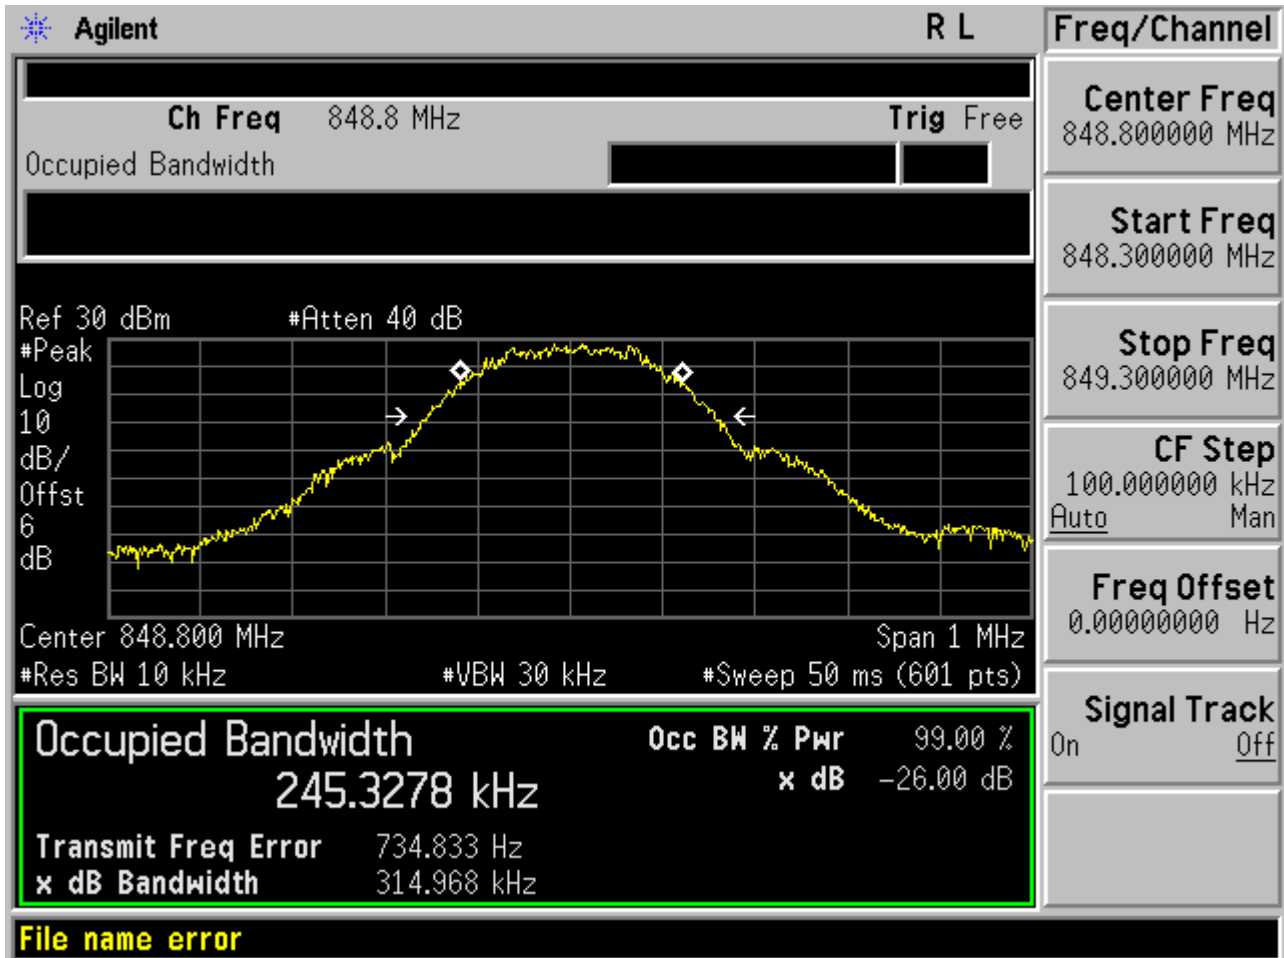 Agilent R L
Freq/Channel
Ch Freq 848.8 MHz Trig Free
Occupied Bandwidth
Center Freq
848.800000 MHz
Start Freq
848.300000 MHz
Stop Freq
849.300000 MHz
CF Step
100.000000 kHz
Auto Man
Freq Offset
0.00000000 Hz
Signal Track
On Off
Ref 30 dBm #Atten 40 dB
#Peak
Log
10
dB/
Offst
6
dB
Center 848.800 MHz Span 1 MHz
#Res BW 10 kHz #VBW 30 kHz #Sweep 50 ms (601 pts)
Occupied Bandwidth
245.3278 kHz
Occ BW % Pwr 99.00 %
x dB -26.00 dB
Transmit Freq Error 734.833 Hz
x dB Bandwidth 314.968 kHz
File name error